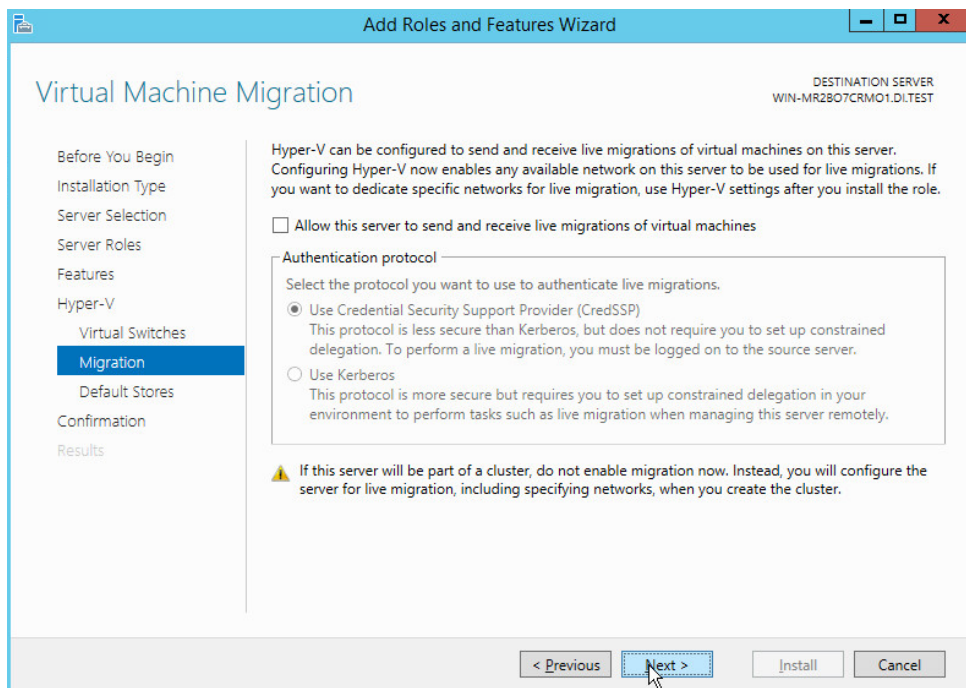 Add Roles and Features Wizard
Virtual Machine Migration
DESTINATION SERVER
WIN-MR2BO7CRMO1.DI.TEST
Before You Begin
Installation Type
Server Selection
Server Roles
Features
Hyper-V
Virtual Switches
Migration
Default Stores
Confirmation
Results
Hyper-V can be configured to send and receive live migrations of virtual machines on this server.
Configuring Hyper-V now enables any available network on this server to be used for live migrations. If
you want to dedicate specific networks for live migration, use Hyper-V settings after you install the role.
Allow this server to send and receive live migrations of virtual machines
Authentication protocol
Select the protocol you want to use to authenticate live migrations.
Use Credential Security Support Provider (CredSSP)
This protocol is less secure than Kerberos, but does not require you to set up constrained
delegation. To perform a live migration, you must be logged on to the source server.
Use Kerberos
This protocol is more secure but requires you to set up constrained delegation in your
environment to perform tasks such as live migration when managing this server remotely.
If this server will be part of a cluster, do not enable migration now. Instead, you will configure the
server for live migration, including specifying networks, when you create the cluster.
< Previous
Next >
Install
Cancel